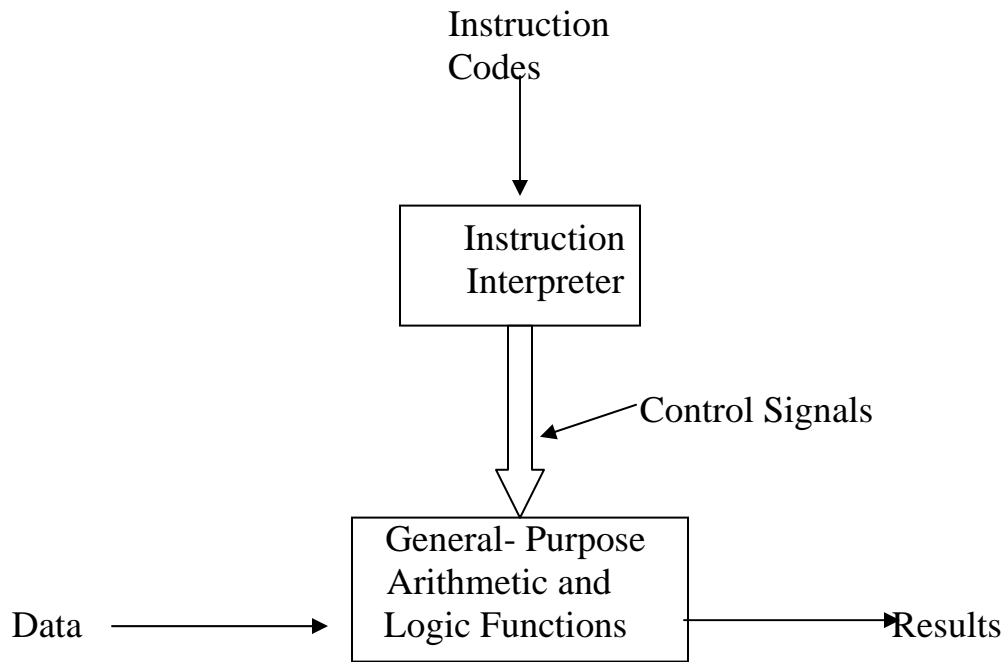 Instruction
Codes
Instruction
Interpreter
Control Signals
General- Purpose
Arithmetic and
Logic Functions
Data
Results